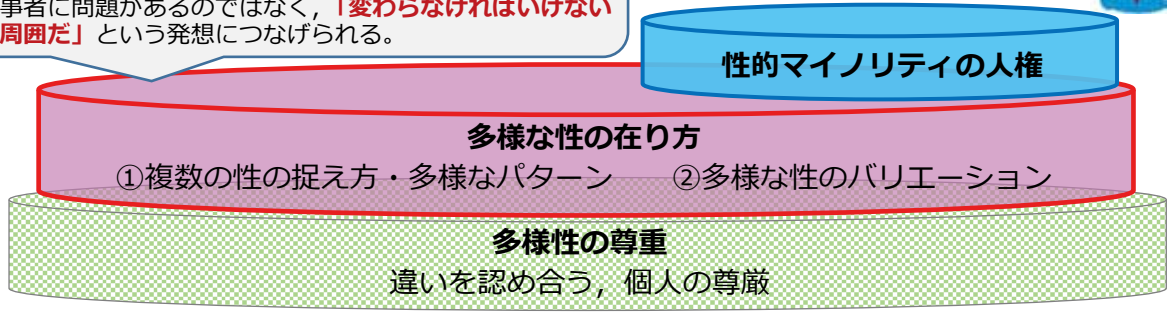 事者に問題があるのではなく，「変わらなければいけない
周囲だ」という発想につなげられる。
性的マイノリティの人権
多様な性の在り方
①複数の性の捉え方・多様なパターン　②多様な性のバリエーション
多様性の尊重
違いを認め合う，個人の尊厳